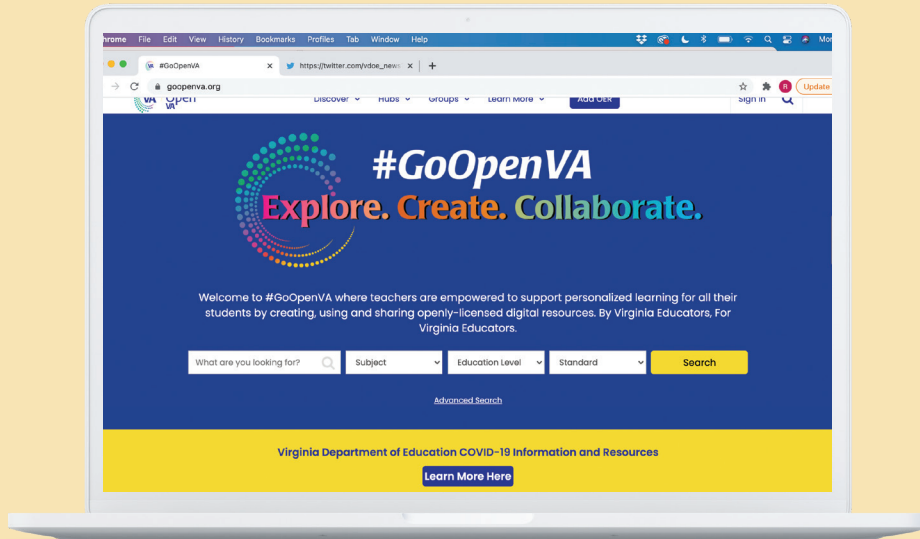 hrome File Edit View History Bookmarks Profiles Tab Window Help Mon
#GoOpenVA × https://twitter.com/vdoe_news × +
goopenva.org R Update
VA Open Discover Hubs Groups Learn More Add OER Sign in
VA
#GoOpenVA
Explore. Create. Collaborate.
Welcome to #GoOpenVA where teachers are empowered to support personalized learning for all their
students by creating, using and sharing openly-licensed digital resources. By Virginia Educators, For
Virginia Educators.
What are you looking for? Subject Education Level Standard Search
Advanced Search
Virginia Department of Education COVID-19 Information and Resources
Learn More Here